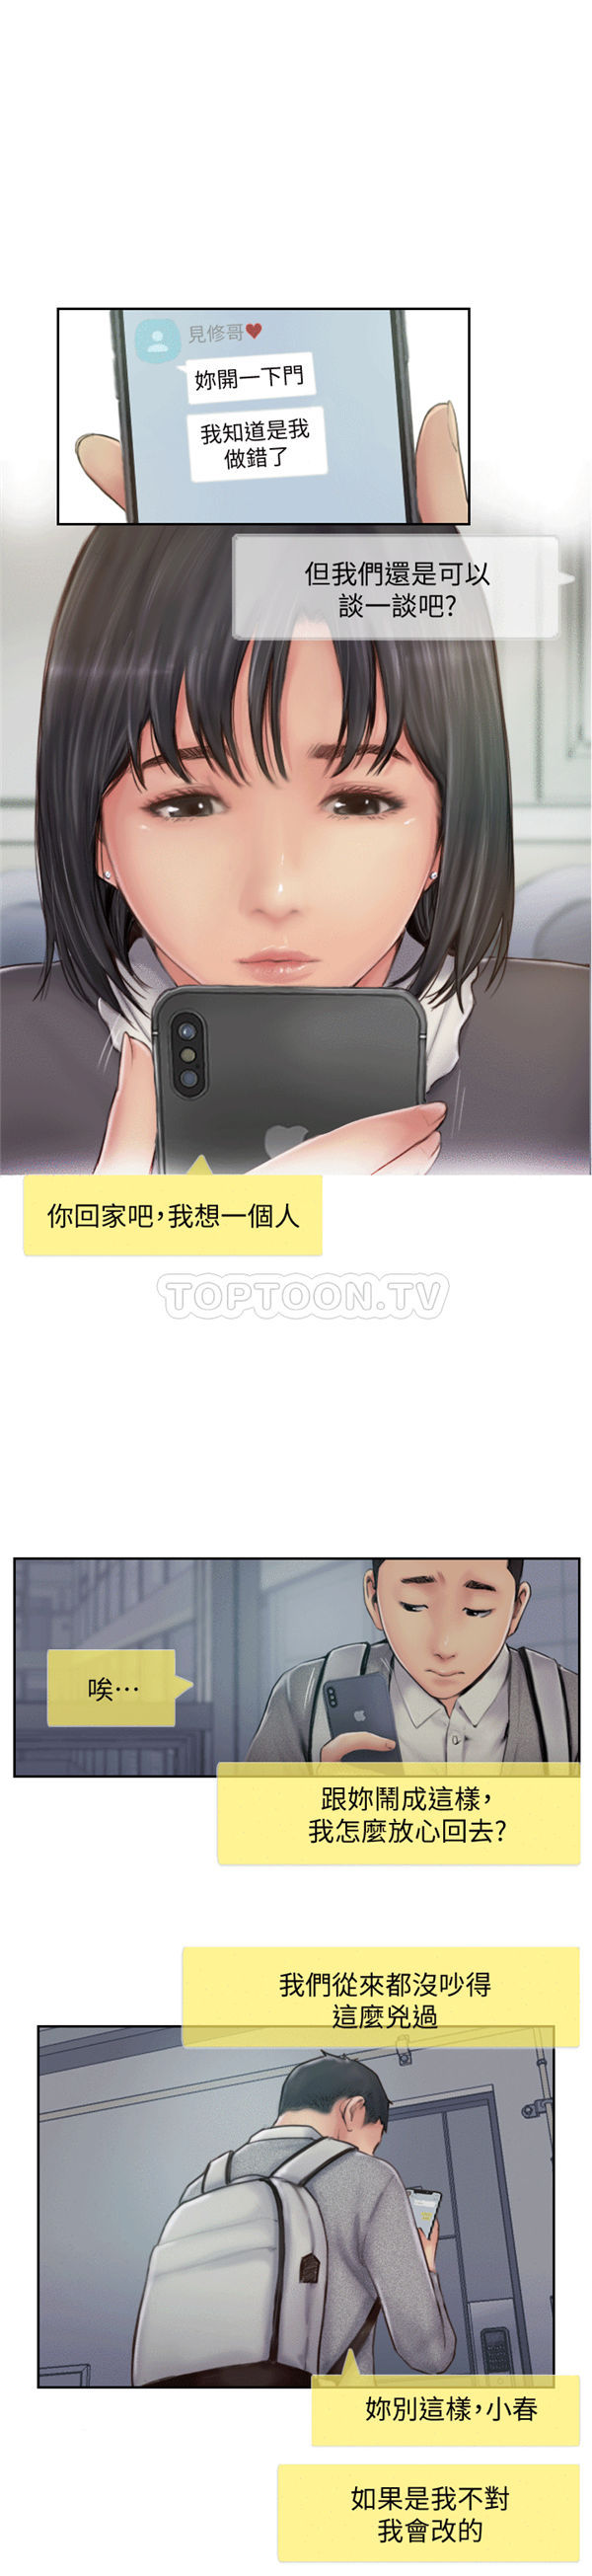 見修哥♥
妳開一下門
我知道是我
做錯了
但我們還是可以
談一談吧?
你回家吧,我想一個人
TOPTOON.TV
唉…
跟妳鬧成這樣,
我怎麼放心回去?
我們從來都沒吵得
這麼兇過
妳別這樣,小春
如果是我不對
我會改的